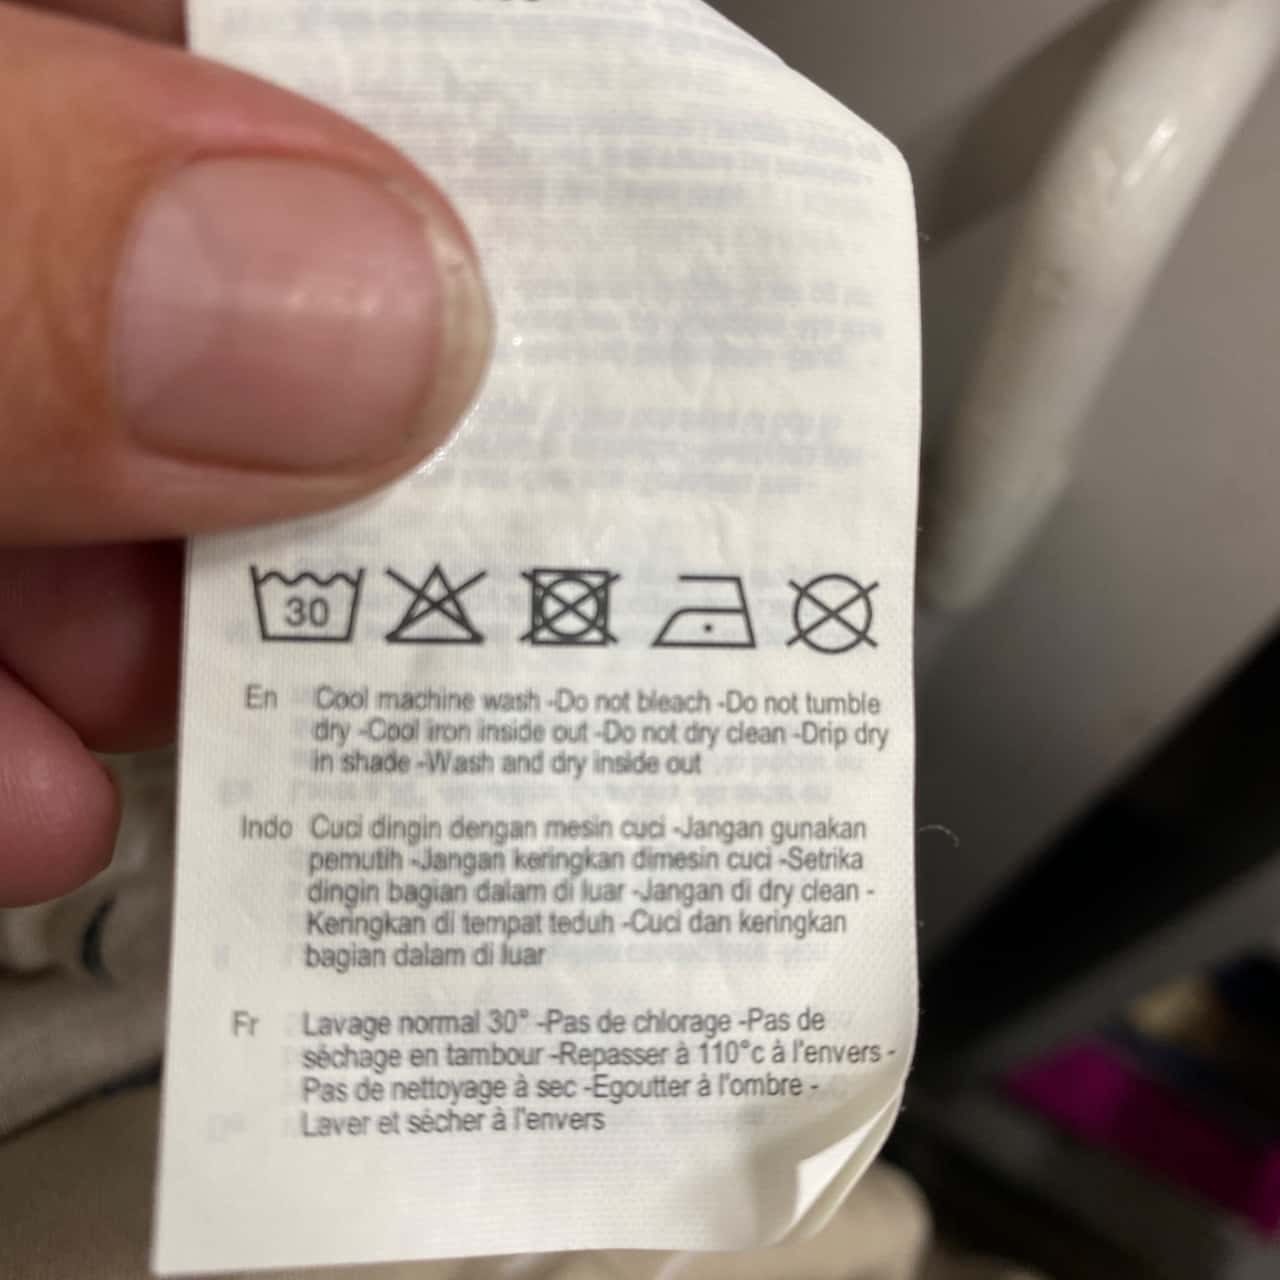 30
En Cool machine wash -Do not bleach -Do not tumble
dry -Cool iron inside out -Do not dry clean -Drip dry
in shade -Wash and dry inside out
Indo Cuci dingin dengan mesin cuci -Jangan gunakan
pemutih -Jangan keringkan dimesin cuci -Setrika
dingin bagian dalam di luar -Jangan di dry clean -
Keringkan di tempat teduh -Cuci dan keringkan
bagian dalam di luar
Fr Lavage normal 30° -Pas de chlorage -Pas de
séchage en tambour -Repasser à 110°c à l'envers -
Pas de nettoyage à sec -Egoutter à l'ombre -
Laver et sécher à l'envers